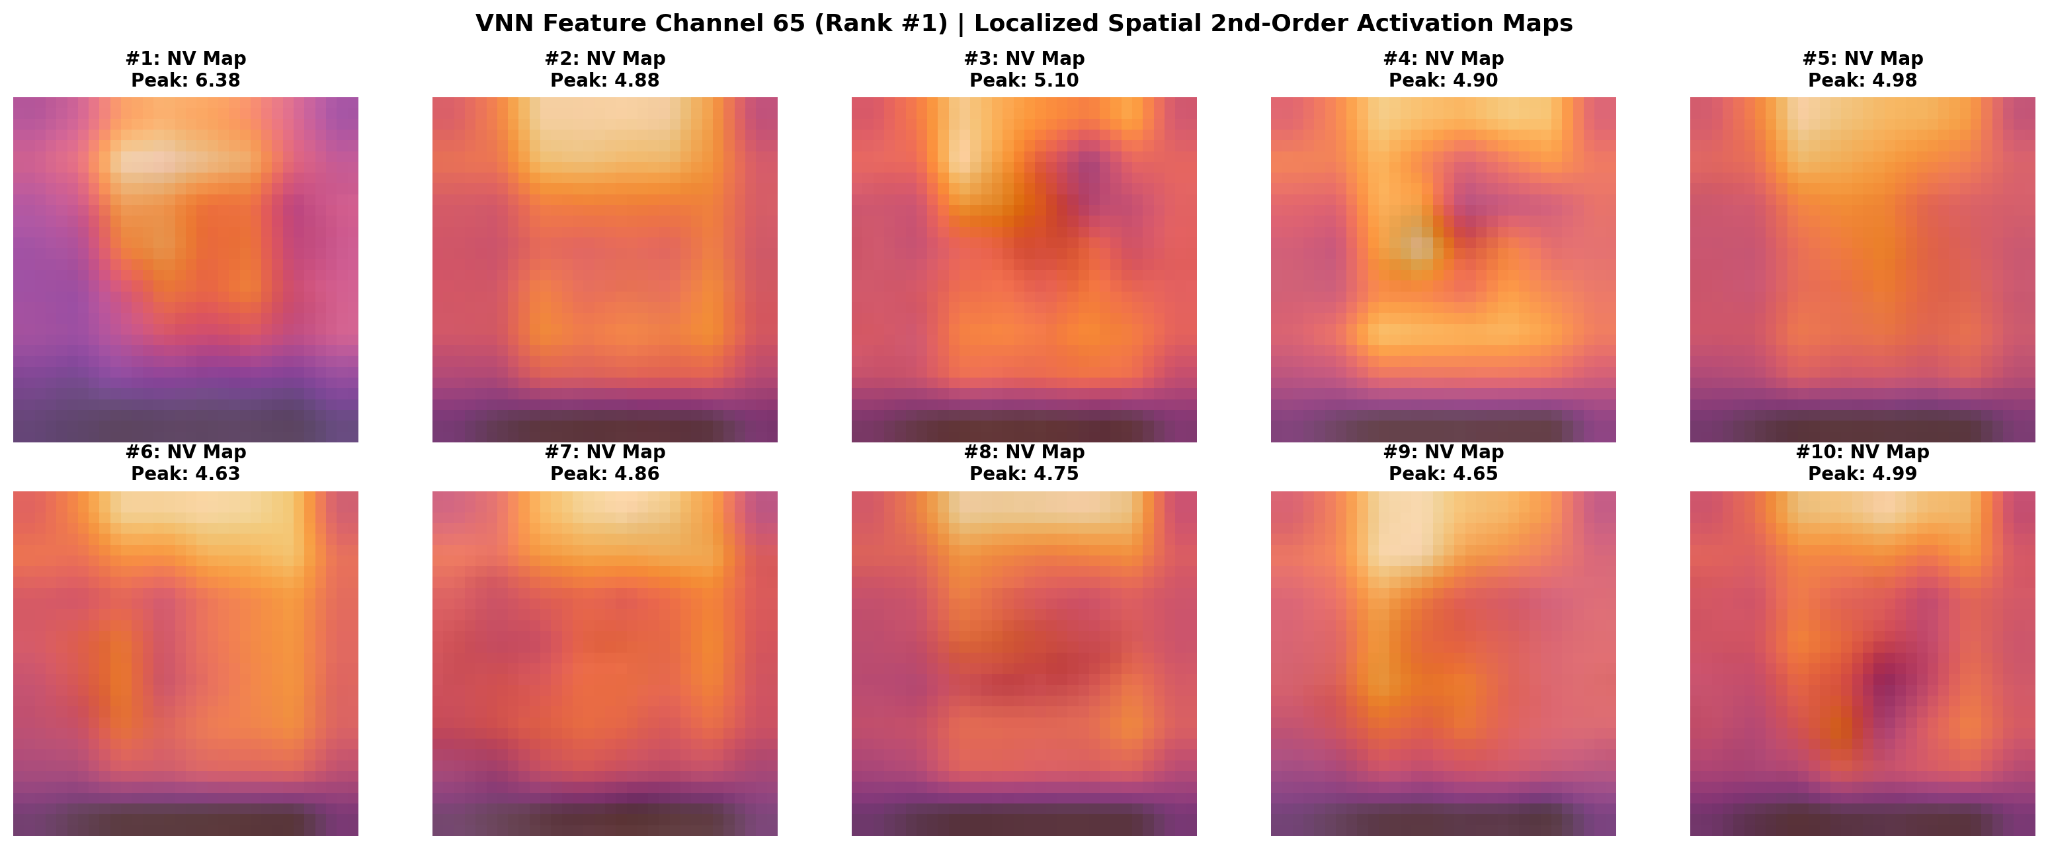 VNN Feature Channel 65 (Rank #1) | Localized Spatial 2nd-Order Activation Maps
#1: NV Map
Peak: 6.38
#2: NV Map
Peak: 4.88
#3: NV Map
Peak: 5.10
#4: NV Map
Peak: 4.90
#5: NV Map
Peak: 4.98
#6: NV Map
Peak: 4.63
#7: NV Map
Peak: 4.86
#8: NV Map
Peak: 4.75
#9: NV Map
Peak: 4.65
#10: NV Map
Peak: 4.99